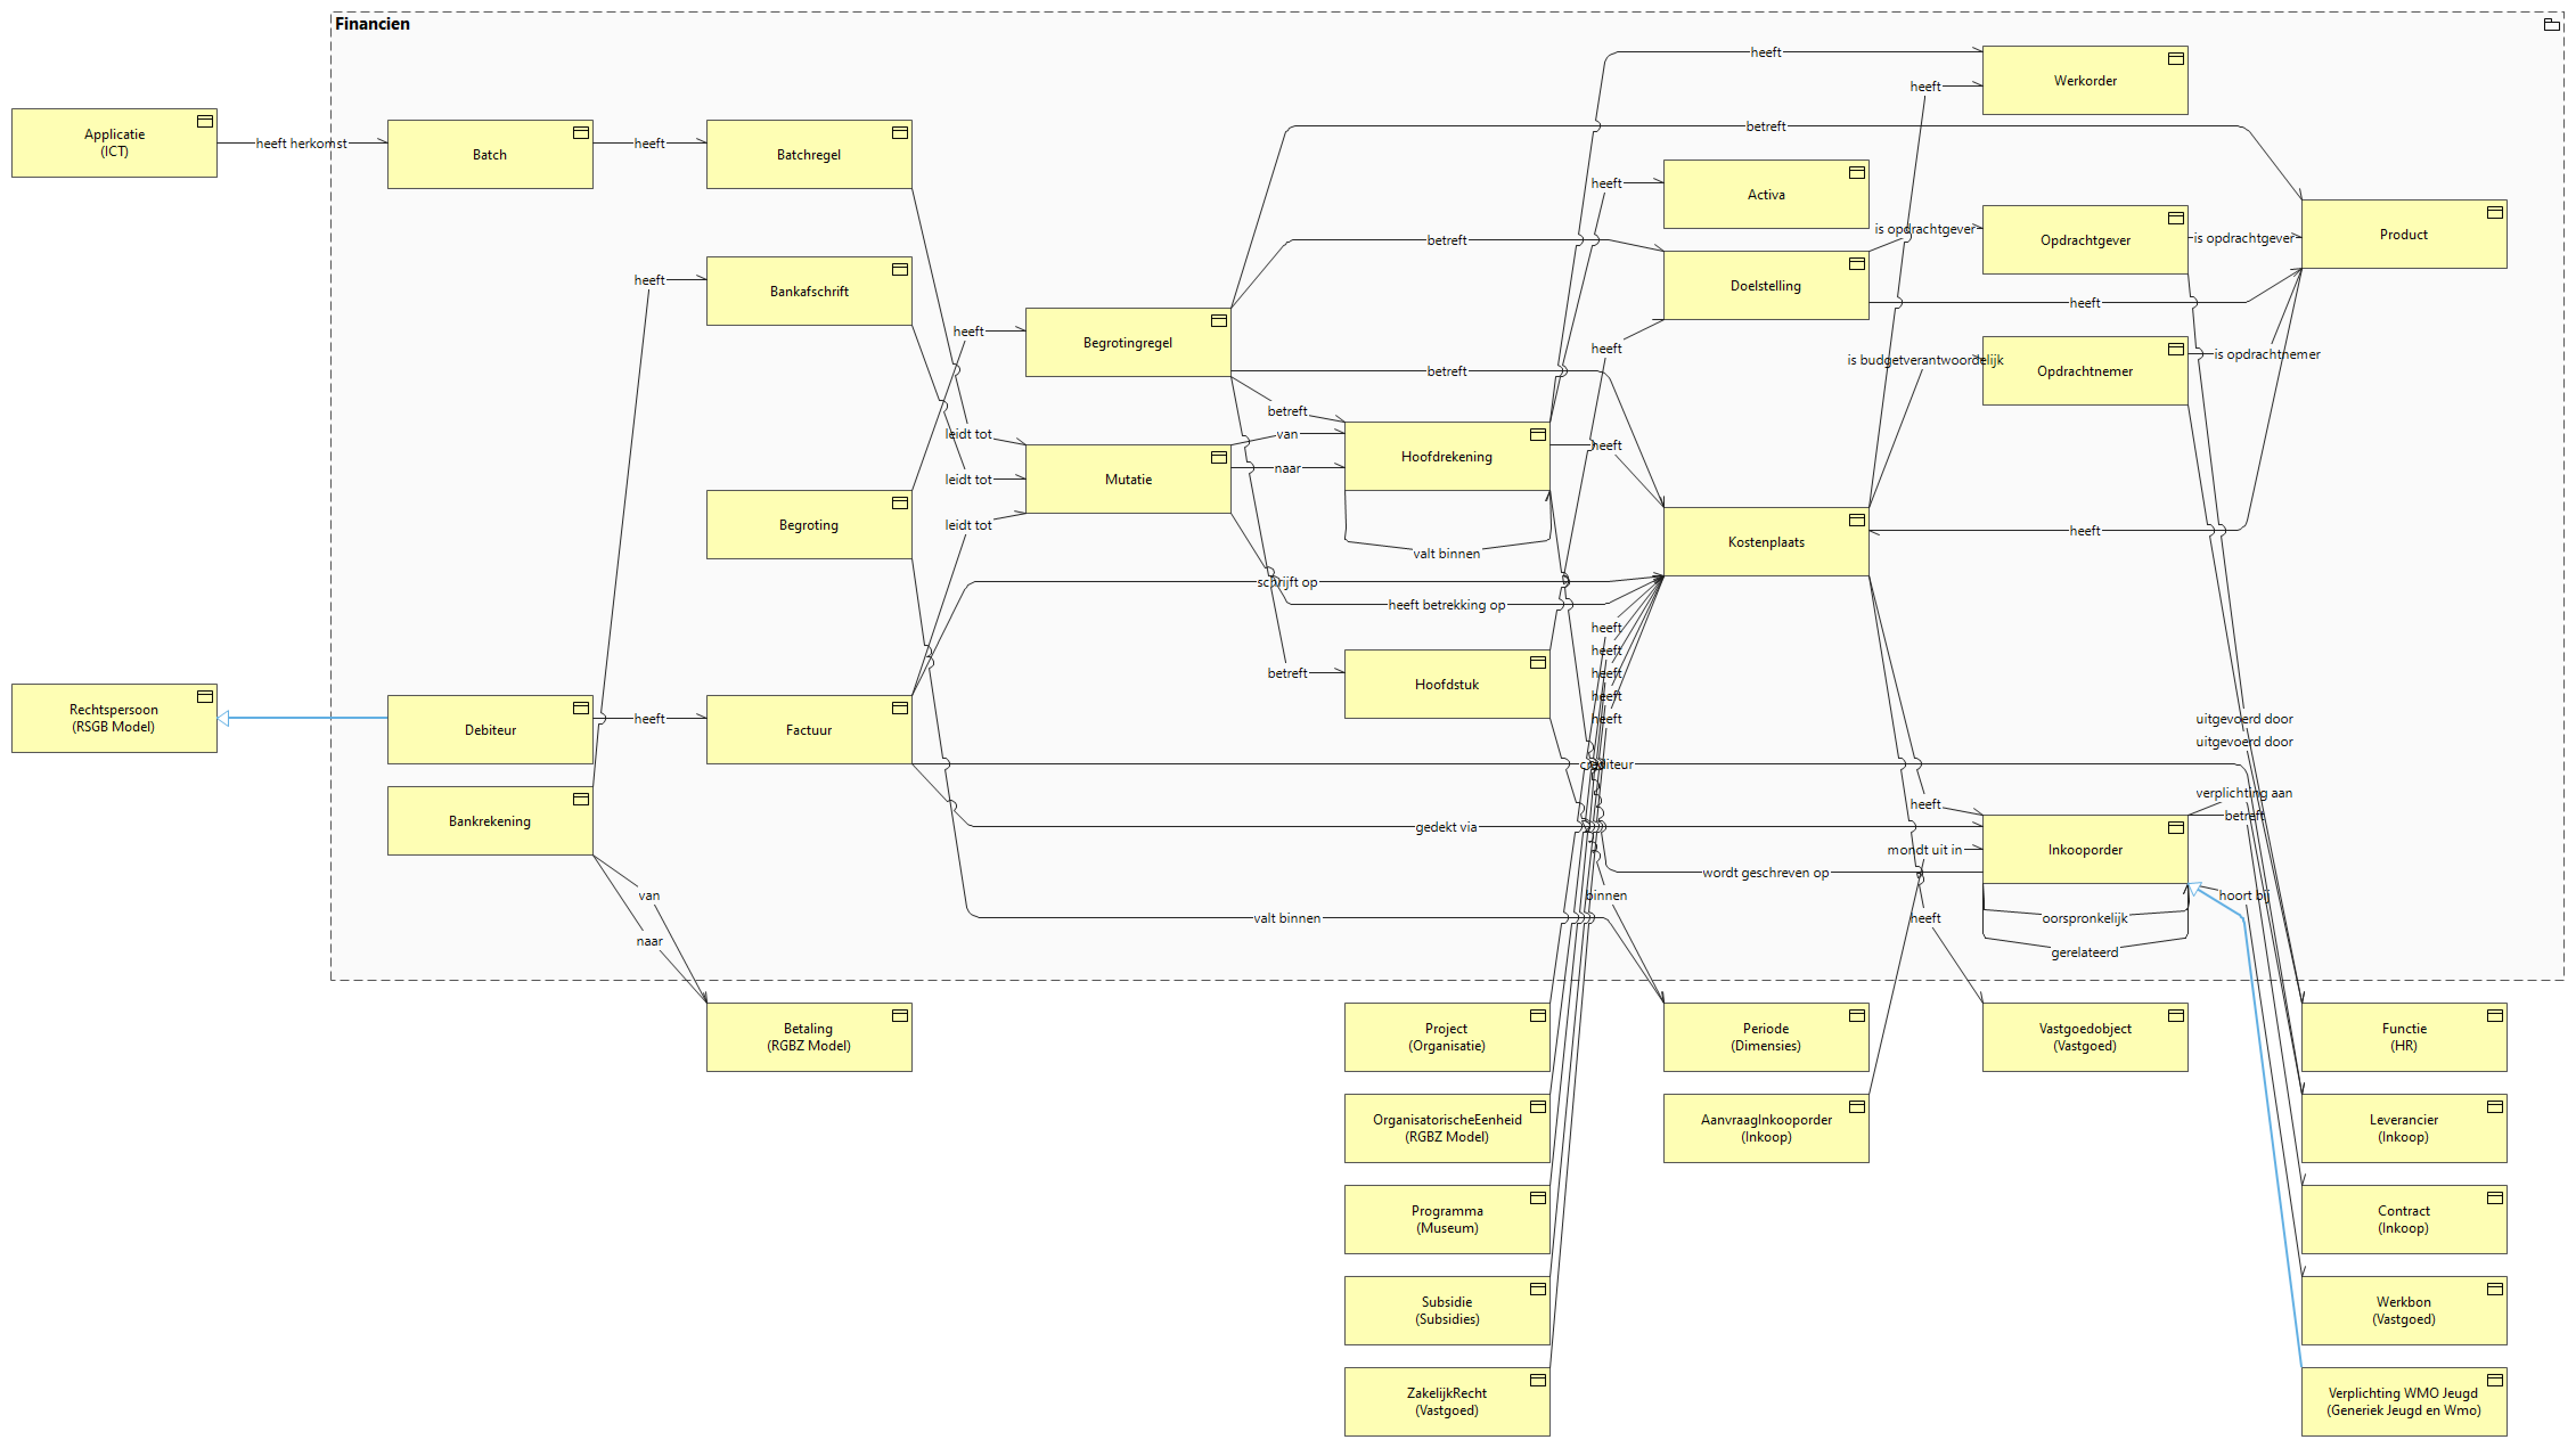 Financien
heeft
Werkorder
heeft
Applicatie
(ICT)
heeft herkomst
Batch
heeft
Batchregel
betreft
heeft
Activa
is opdrachtgever
Opdrachtgever
is opdrachtgever
Product
betreft
heeft
Bankafschrift
Doelstelling
heeft
heeft
Begrotingregel
heeft
is budgetverantwoordelijk
Opdrachtnemer
is opdrachtnemer
betreft
betreft
leidt tot
van
Hoofdrekening
heeft
leidt tot
Mutatie
naar
Begroting
leidt tot
valt binnen
Kostenplaats
heeft
schrijft op
heeft betrekking op
heeft
heeft
heeft
heeft
heeft
betreft
Hoofdstuk
Rechtspersoon
(RSGB Model)
Debiteur
heeft
Factuur
uitgevoerd door
uitgevoerd door
crediteur
verplichting aan
betreft
heeft
Bankrekening
gedekt via
mondt uit in
Inkooporder
wordt geschreven op
van
binnen
hoort bij
valt binnen
heeft
oorspronkelijk
naar
gerelateerd
Betaling
(RGBZ Model)
Project
(Organisatie)
Periode
(Dimensies)
Vastgoedobject
(Vastgoed)
Functie
(HR)
OrganisatorischeEenheid
(RGBZ Model)
AanvraagInkooporder
(Inkoop)
Leverancier
(Inkoop)
Programma
(Museum)
Contract
(Inkoop)
Subsidie
(Subsidies)
Werkbon
(Vastgoed)
ZakelijkRecht
(Vastgoed)
Verplichting WMO Jeugd
(Generiek Jeugd en Wmo)